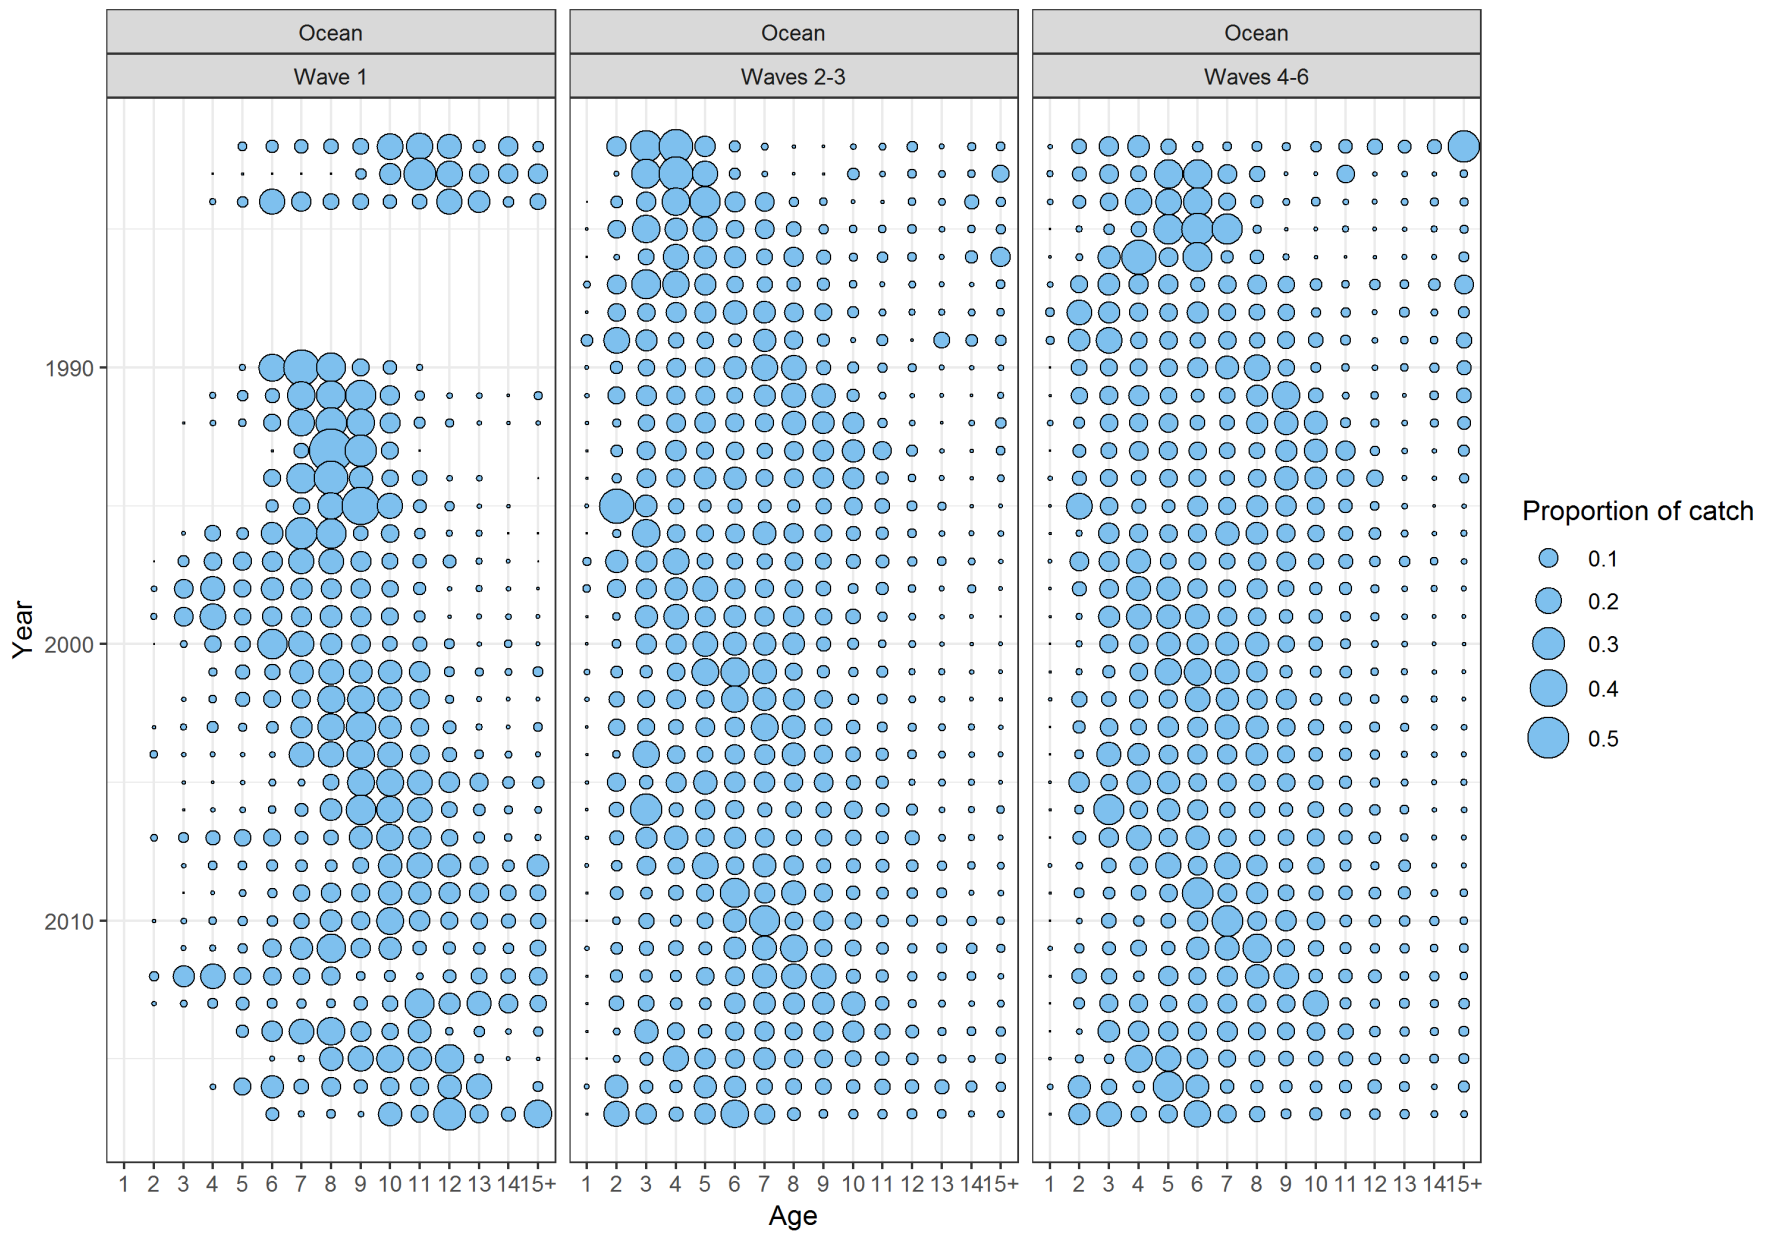 Ocean Ocean Ocean
Wave 1 Waves 2-3 Waves 4-6
1990
2000
2010
Year
1 2 3 4 5 6 7 8 9 10 11 12 13 14 15+ 1 2 3 4 5 6 7 8 9 10 11 12 13 14 15+ 1 2 3 4 5 6 7 8 9 10 11 12 13 14 15+
Age
Proportion of catch
0.1
0.2
0.3
0.4
0.5